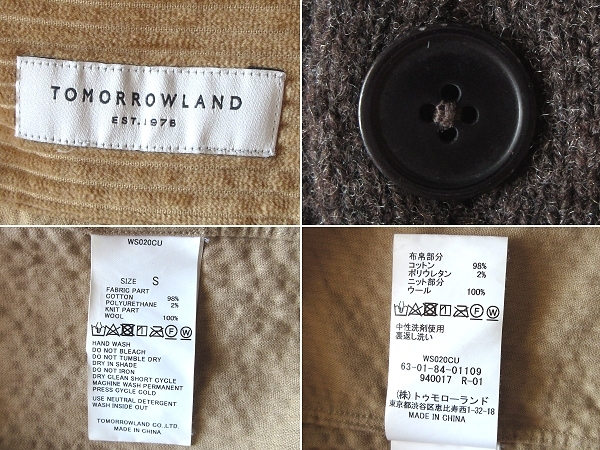 TOMORROWLAND
EST.1978
WS020CU
SIZE S
FABRIC PART
COTTON 98%
POLYURETHANE 2%
KNIT PART
WOOL 100%
HAND WASH
DO NOT BLEACH
DO NOT TUMBLE DRY
DRY IN SHADE
DO NOT IRON
DRY CLEAN SHORT CYCLE
MACHINE WASH PERMANENT
PRESS CYCLE COLD
USE NEUTRAL DETERGENT
WASH INSIDE OUT
TOMORROWLAND CO.,LTD.
MADE IN CHINA
布帛部分
コットン 98%
ポリウレタン 2%
ニット部分
ウール 100%
中性洗剤使用
裏返し洗い
WS020CU
63-01-84-01109
940017 R-01
(株)トゥモローランド
東京都渋谷区恵比寿西1-32-18
MADE IN CHINA